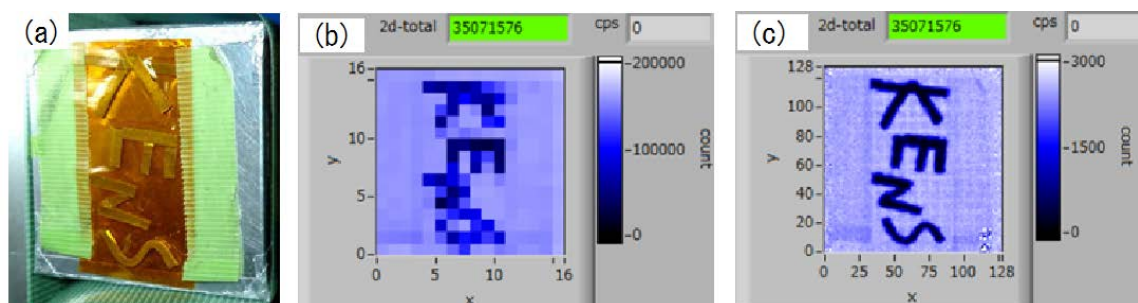 (a)
KENS
(b)
2d-total 35071576 cps 0
16
15
10
5
0
y
0 5 10 16
x
200000
100000
0
count
(c)
2d-total 35071576 cps 0
128
100
80
60
40
20
0
y
0 25 50 75 100 128
x
3000
1500
0
count
KENS